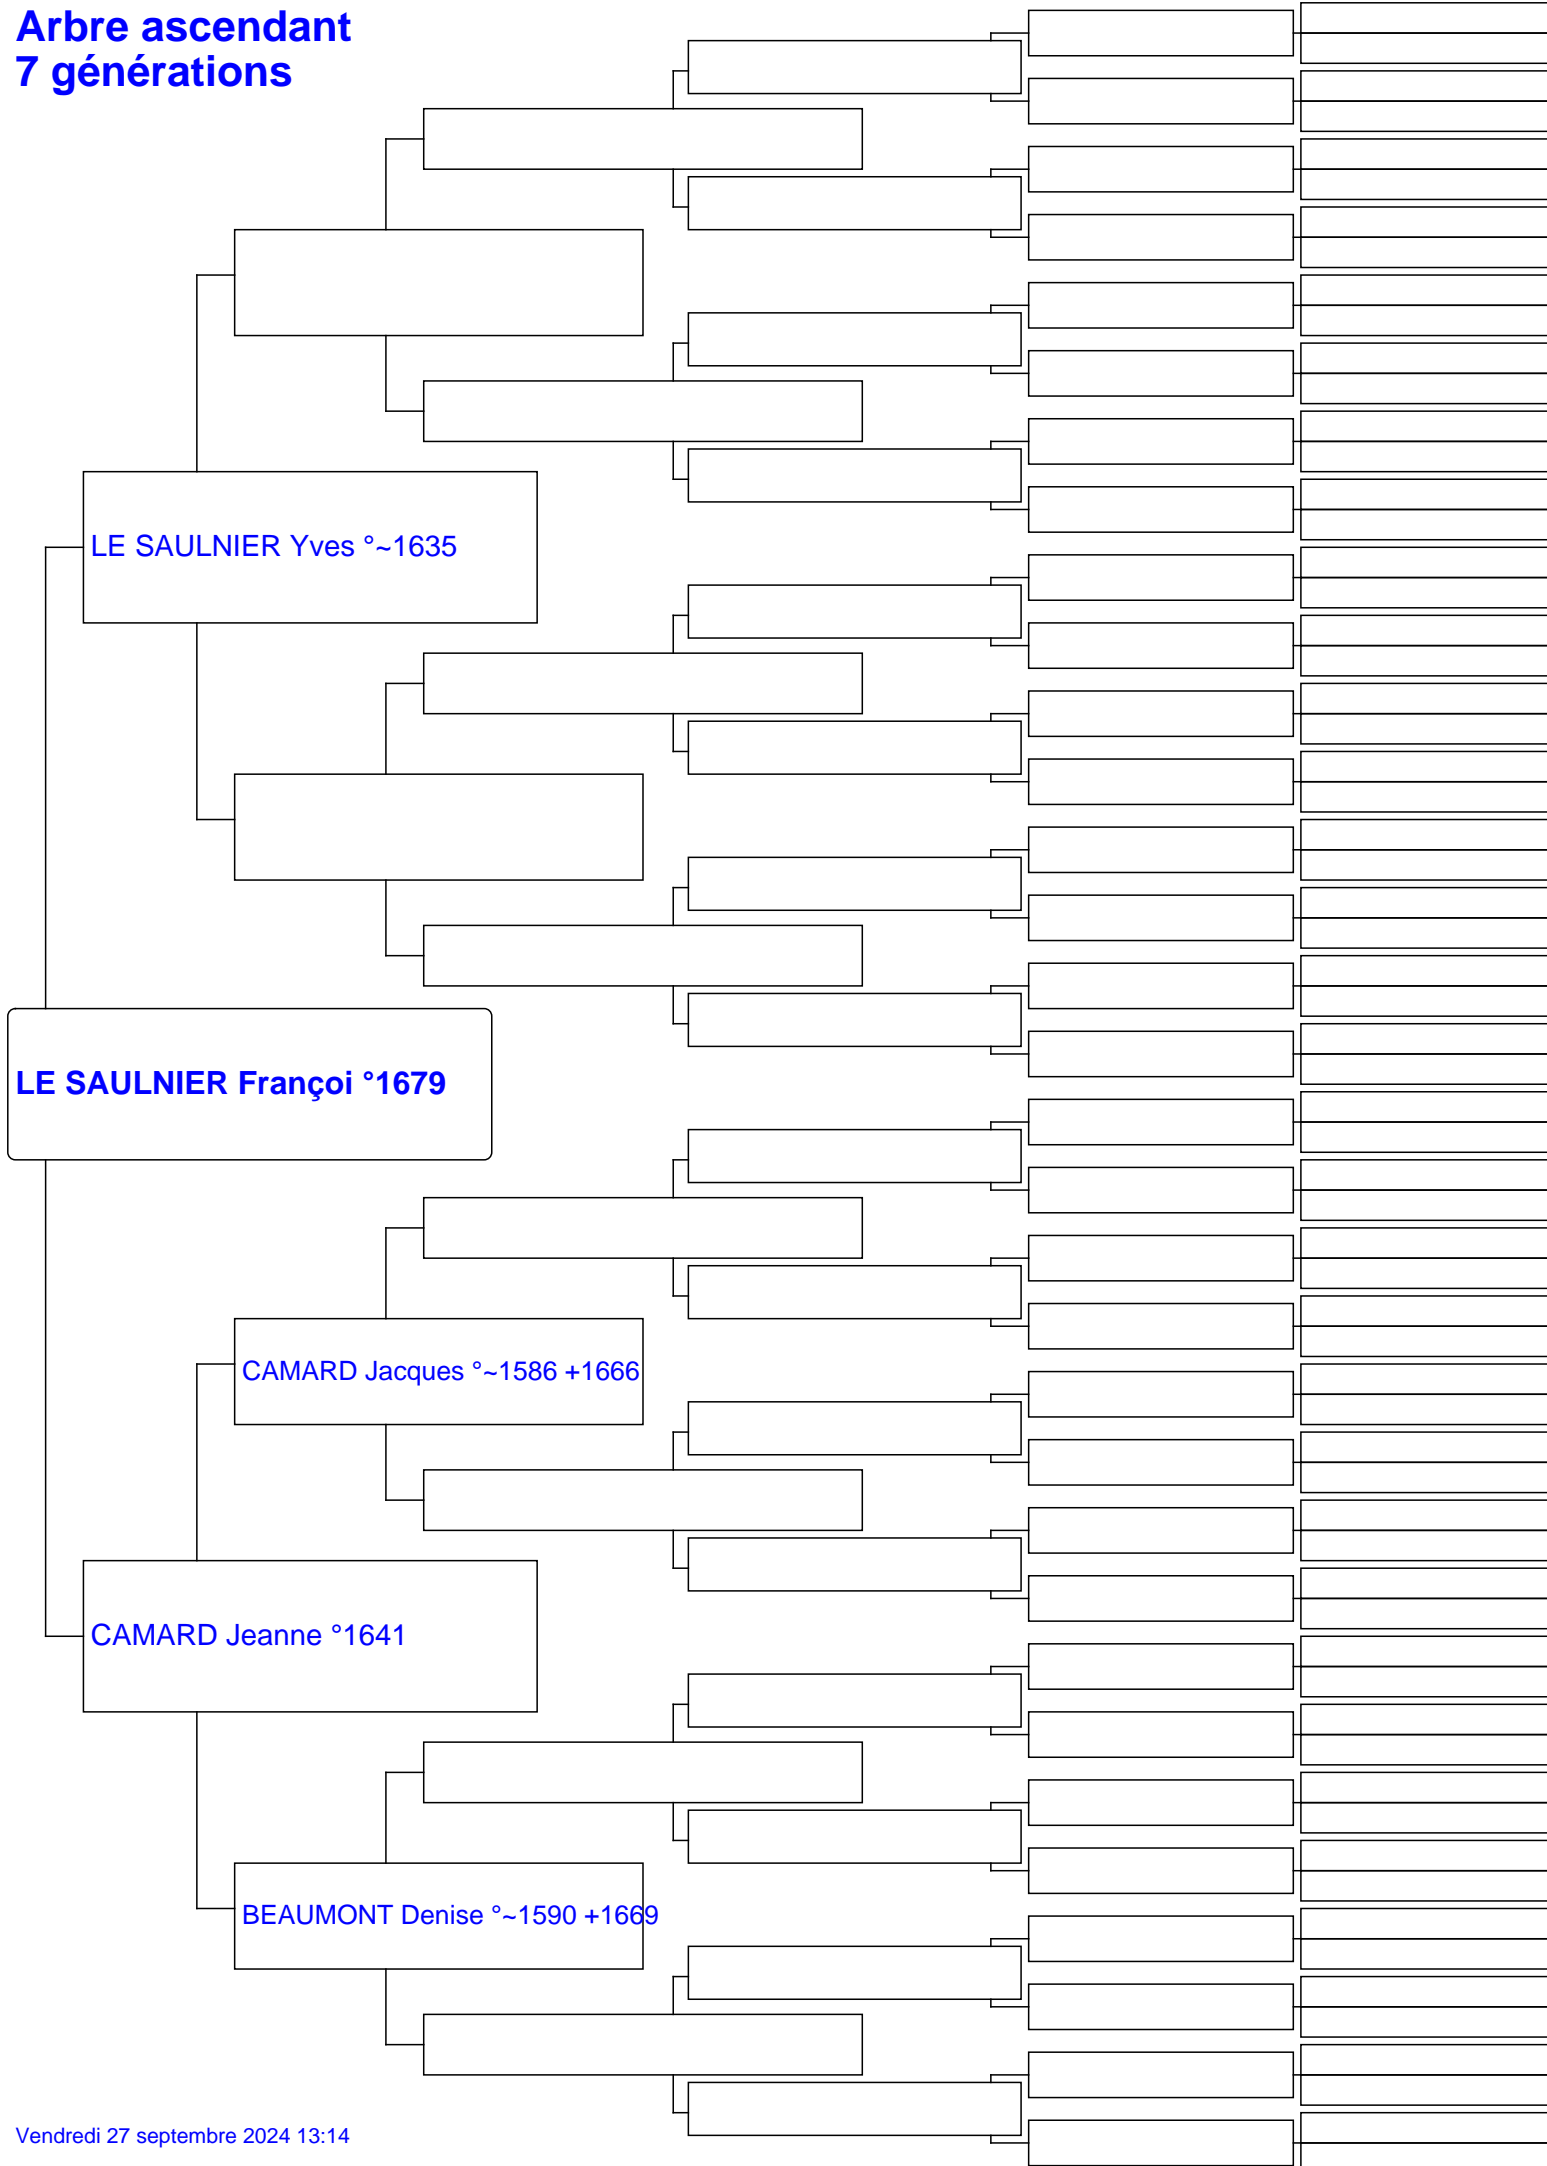 Arbre ascendant
7 générations
LE SAULNIER Yves °~1635
LE SAULNIER Françoi °1679
CAMARD Jacques °~1586 +1666
CAMARD Jeanne °1641
BEAUMONT Denise °~1590 +1669
Vendredi 27 septembre 2024 13:14